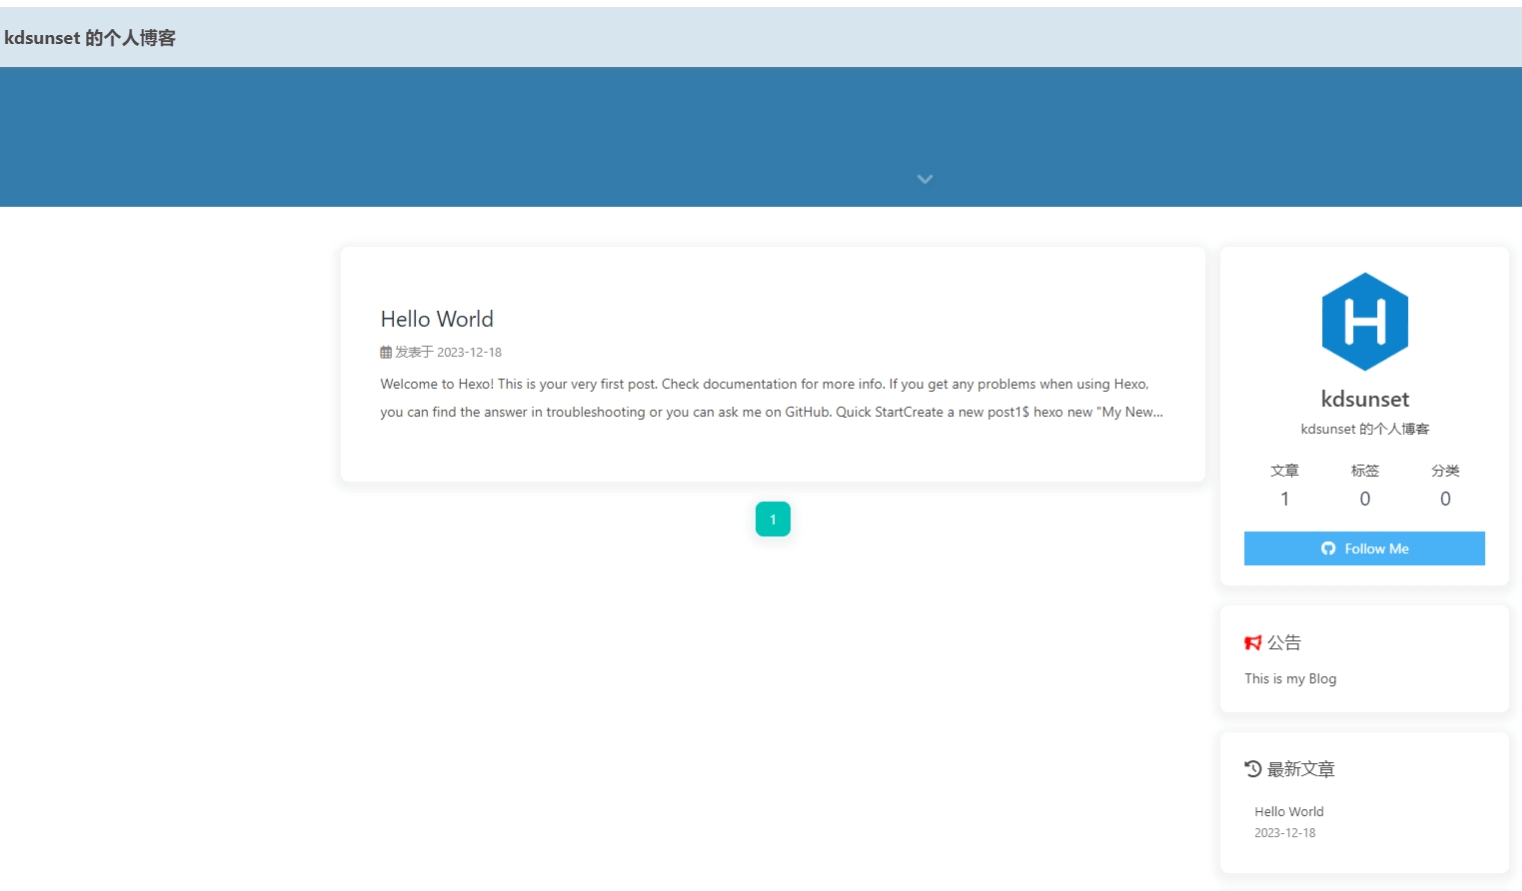 kdsunset 的个人博客
Hello World
发表于 2023-12-18
Welcome to Hexo! This is your very first post. Check documentation for more info. If you get any problems when using Hexo,
you can find the answer in troubleshooting or you can ask me on GitHub. Quick StartCreate a new post1$ hexo new "My New...
1
H
kdsunset
kdsunset 的个人博客
文章 标签 分类
1 0 0
Follow Me
公告
This is my Blog
最新文章
Hello World
2023-12-18